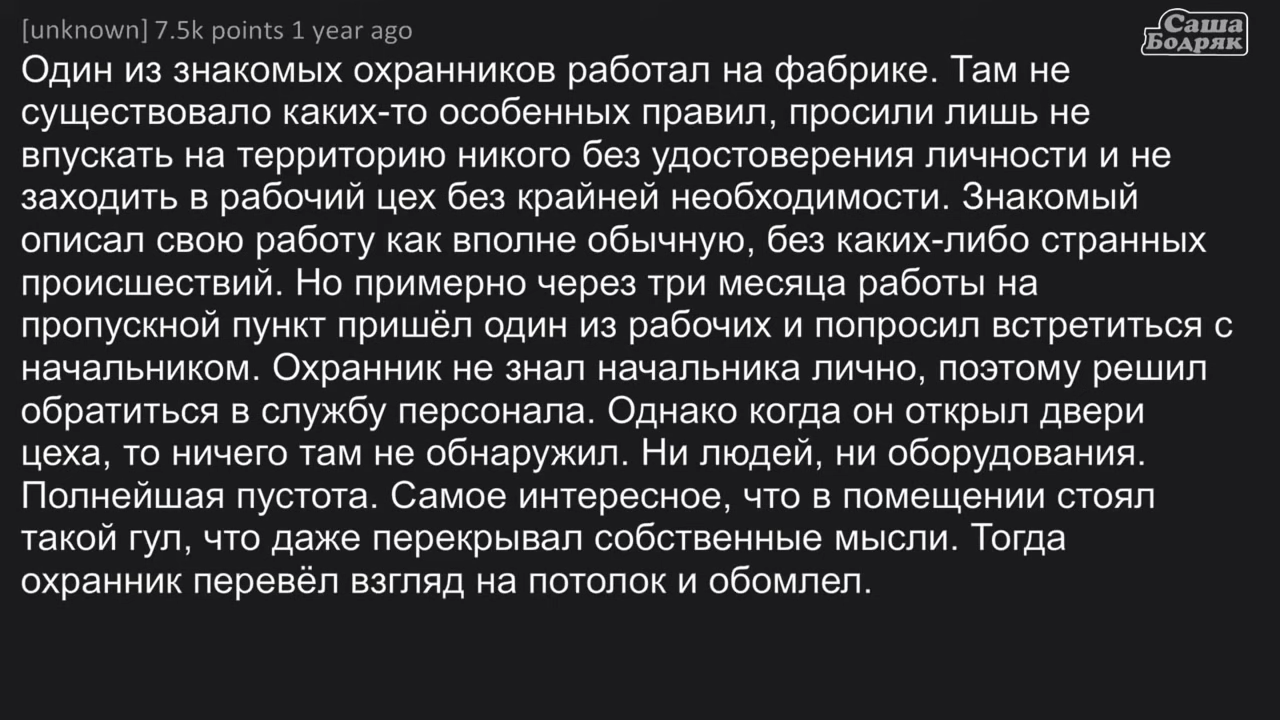 [unknown] 7.5k points 1 year ago
Саша
Бодряк
Один из знакомых охранников работал на фабрике. Там не
существовало каких-то особенных правил, просили лишь не
впускать на территорию никого без удостоверения личности и не
заходить в рабочий цех без крайней необходимости. Знакомый
описал свою работу как вполне обычную, без каких-либо странных
происшествий. Но примерно через три месяца работы на
пропускной пункт пришёл один из рабочих и попросил встретиться с
начальником. Охранник не знал начальника лично, поэтому решил
обратиться в службу персонала. Однако когда он открыл двери
цеха, то ничего там не обнаружил. Ни людей, ни оборудования.
Полнейшая пустота. Самое интересное, что в помещении стоял
такой гул, что даже перекрывал собственные мысли. Тогда
охранник перевёл взгляд на потолок и обомлел.